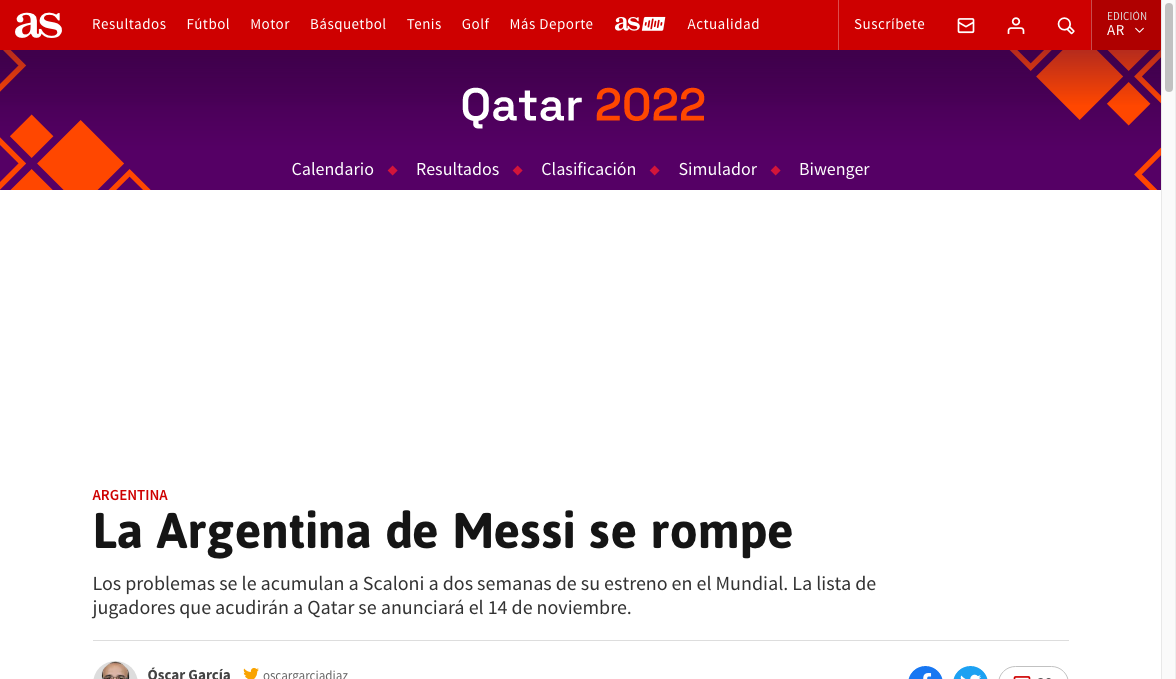 as Resultados Fútbol Motor Básquetbol Tenis Golf Más Deporte as Actualidad Suscríbete EDICIÓN
AR
Qatar 2022
Calendario Resultados Clasificación Simulador Biwenger
ARGENTINA
La Argentina de Messi se rompe
Los problemas se le acumulan a Scaloni a dos semanas de su estreno en el Mundial. La lista de
jugadores que acudirán a Qatar se anunciará el 14 de noviembre.
Óscar García oscargarciadiaz